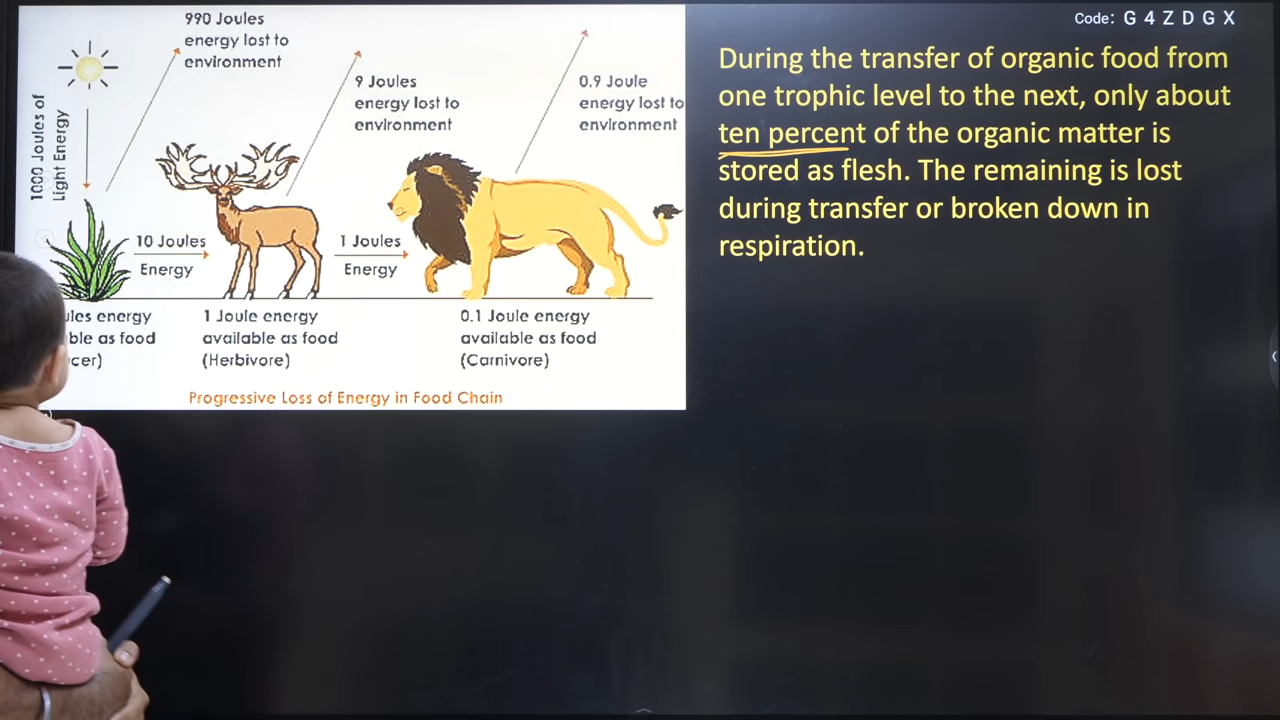 Code: G 4 Z D G X
990 Joules
energy lost to
environment
9 Joules
energy lost to
environment
0.9 Joule
energy lost to
environment
1000 Joules of
Light Energy
10 Joules
Energy
1 Joules
Energy
ules energy
ble as food
cer)
1 Joule energy
available as food
(Herbivore)
0.1 Joule energy
available as food
(Carnivore)
Progressive Loss of Energy in Food Chain
During the transfer of organic food from
one trophic level to the next, only about
ten percent of the organic matter is
stored as flesh. The remaining is lost
during transfer or broken down in
respiration.